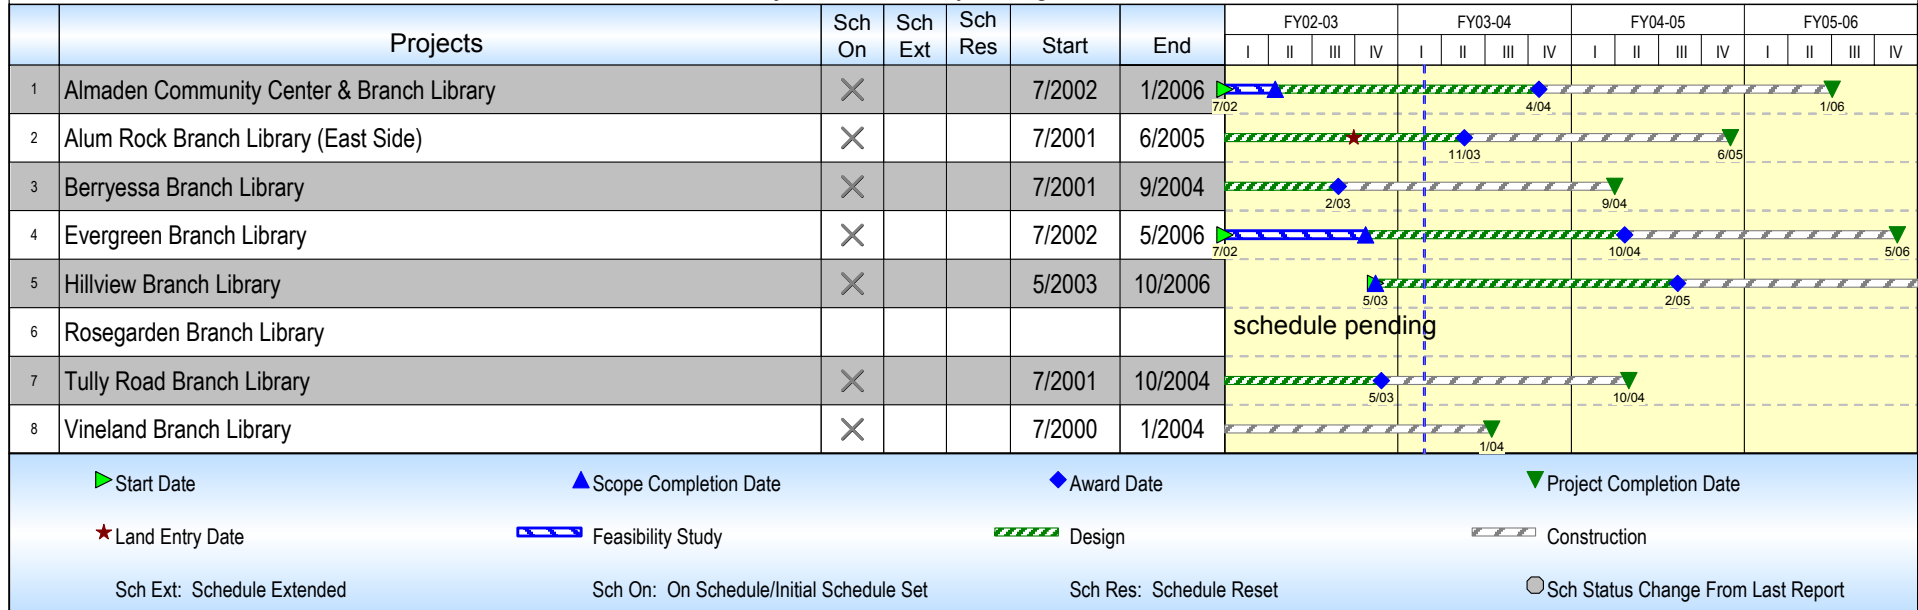 Projects Sch On Sch Ext Sch Res Start End FY02-03 FY03-04 FY04-05 FY05-06
I II III IV I II III IV I II III IV I II III IV
1 Almaden Community Center & Branch Library 7/2002 1/2006
7/02 4/04 1/06
2 Alum Rock Branch Library (East Side) 7/2001 6/2005
11/03 6/05
3 Berryessa Branch Library 7/2001 9/2004
2/03 9/04
4 Evergreen Branch Library 7/2002 5/2006
7/02 10/04 5/06
5 Hillview Branch Library 5/2003 10/2006
5/03 2/05
6 Rosegarden Branch Library schedule pending
7 Tully Road Branch Library 7/2001 10/2004
5/03 10/04
8 Vineland Branch Library 7/2000 1/2004
1/04
Start Date Scope Completion Date Award Date Project Completion Date
Land Entry Date Feasibility Study Design Construction
Sch Ext: Schedule Extended Sch On: On Schedule/Initial Schedule Set Sch Res: Schedule Reset Sch Status Change From Last Report